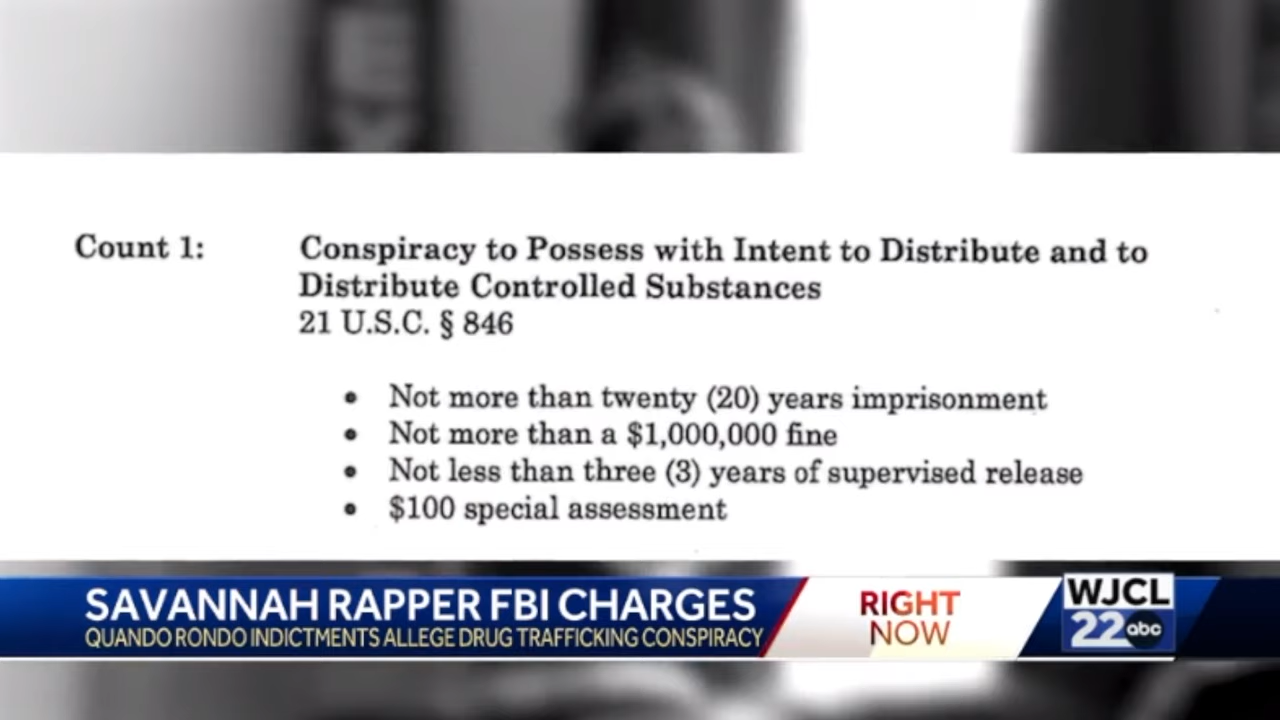 Count 1:
Conspiracy to Possess with Intent to Distribute and to
Distribute Controlled Substances
21 U.S.C. § 846
• Not more than twenty (20) years imprisonment
• Not more than a $1,000,000 fine
• Not less than three (3) years of supervised release
• $100 special assessment
SAVANNAH RAPPER FBI CHARGES
QUANDO RONDO INDICTMENTS ALLEGE DRUG TRAFFICKING CONSPIRACY
RIGHT
NOW
WJCL
22 abc